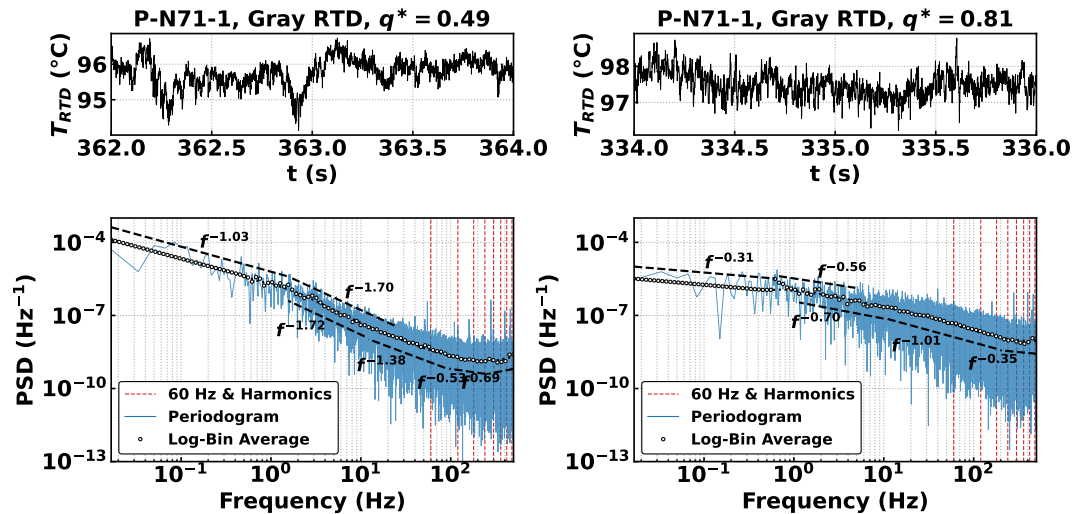 P-N71-1, Gray RTD, q* = 0.49
T_RTD (°C)
96
95
362.0 362.5 363.0 363.5 364.0
t (s)
P-N71-1, Gray RTD, q* = 0.81
T_RTD (°C)
98
97
334.0 334.5 335.0 335.5 336.0
t (s)
PSD (Hz⁻¹)
10⁻⁴
10⁻⁷
10⁻¹⁰
10⁻¹³
f⁻¹·⁰³
f⁻¹·⁷⁰
f⁻¹·⁷²
f⁻¹·³⁸
f⁻⁰·⁵³
f⁰·⁶⁹
60 Hz & Harmonics
Periodogram
Log-Bin Average
10⁻¹ 10⁰ 10¹ 10²
Frequency (Hz)
PSD (Hz⁻¹)
10⁻⁴
10⁻⁷
10⁻¹⁰
10⁻¹³
f⁻⁰·³¹
f⁻⁰·⁵⁶
f⁻⁰·⁷⁰
f⁻¹·⁰¹
f⁻⁰·³⁵
60 Hz & Harmonics
Periodogram
Log-Bin Average
10⁻¹ 10⁰ 10¹ 10²
Frequency (Hz)